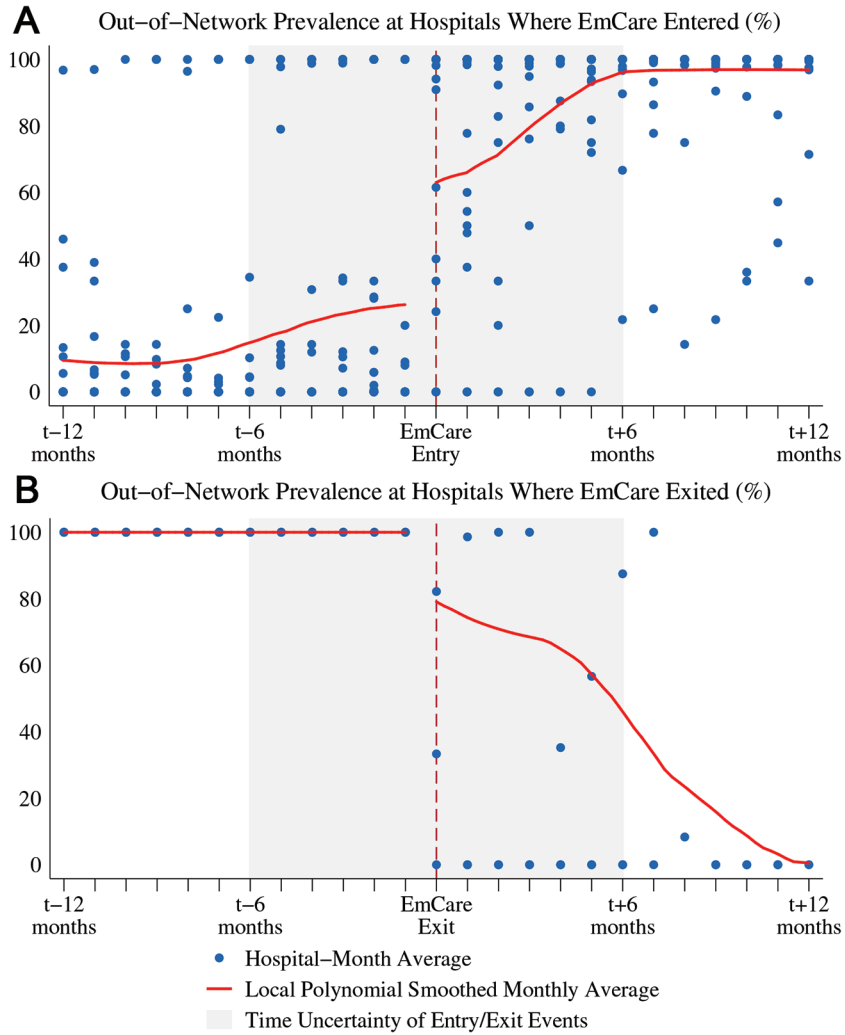 A
Out-of-Network Prevalence at Hospitals Where EmCare Entered (%)
100
80
60
40
20
0
t-12 months
t-6 months
EmCare Entry
t+6 months
t+12 months
B
Out-of-Network Prevalence at Hospitals Where EmCare Exited (%)
100
80
60
40
20
0
t-12 months
t-6 months
EmCare Exit
t+6 months
t+12 months
Hospital-Month Average
Local Polynomial Smoothed Monthly Average
Time Uncertainty of Entry/Exit Events